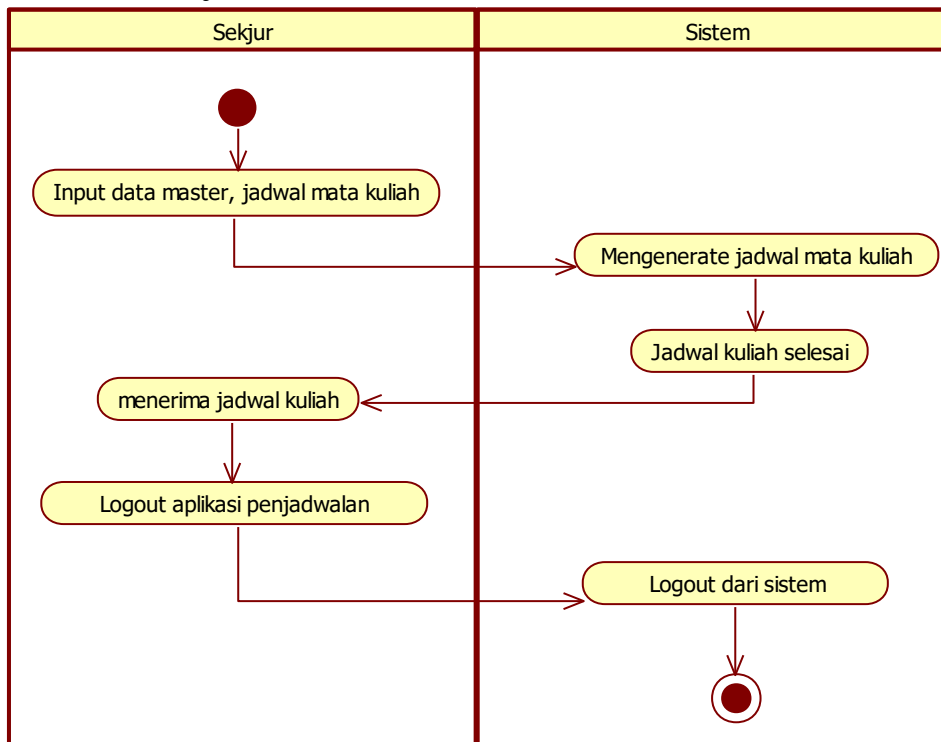 Sekjur
Sistem
Input data master, jadwal mata kuliah
Mengenerate jadwal mata kuliah
Jadwal kuliah selesai
menerima jadwal kuliah
Logout aplikasi penjadwalan
Logout dari sistem